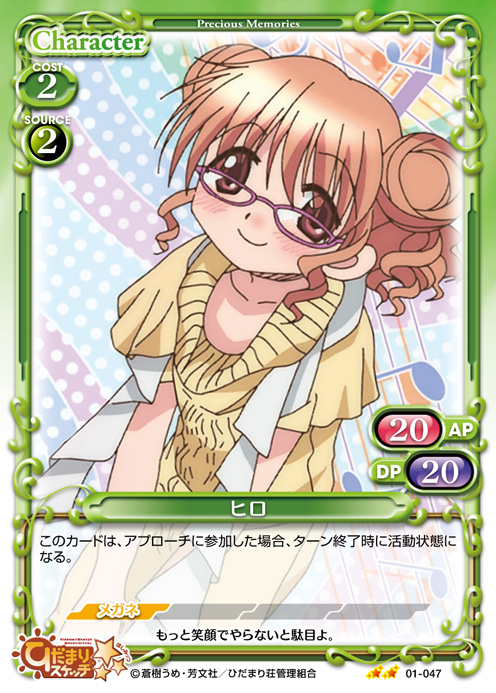 Precious Memories
Character
COST
2
SOURCE
2
20 AP
DP 20
ヒロ
このカードは、アプローチに参加した場合、ターン終了時に活動状態に
なる。
メガネ
もっと笑顔でやらないと駄目よ。
ひだまり
スケッチ
©蒼樹うめ・芳文社／ひだまり荘管理組合
01-047